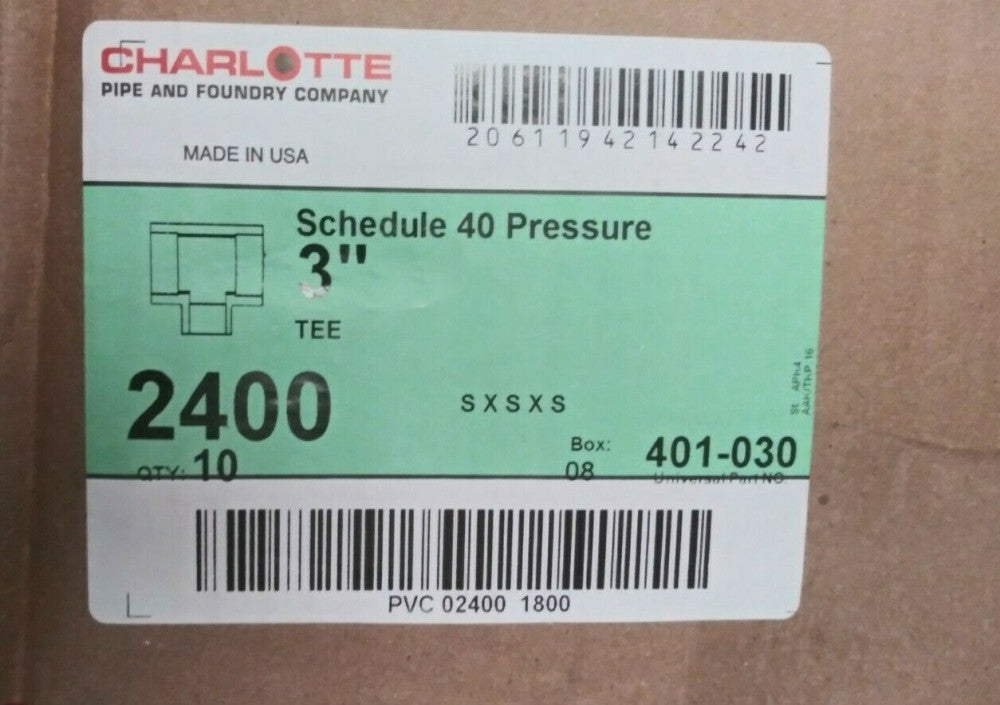 CHARLOTTE
PIPE AND FOUNDRY COMPANY
20611942142242
MADE IN USA
Schedule 40 Pressure
3"
TEE
2400
S X S X S
QTY: 10
Box:
08
401-030
Universal Part NO.
PVC 02400 1800